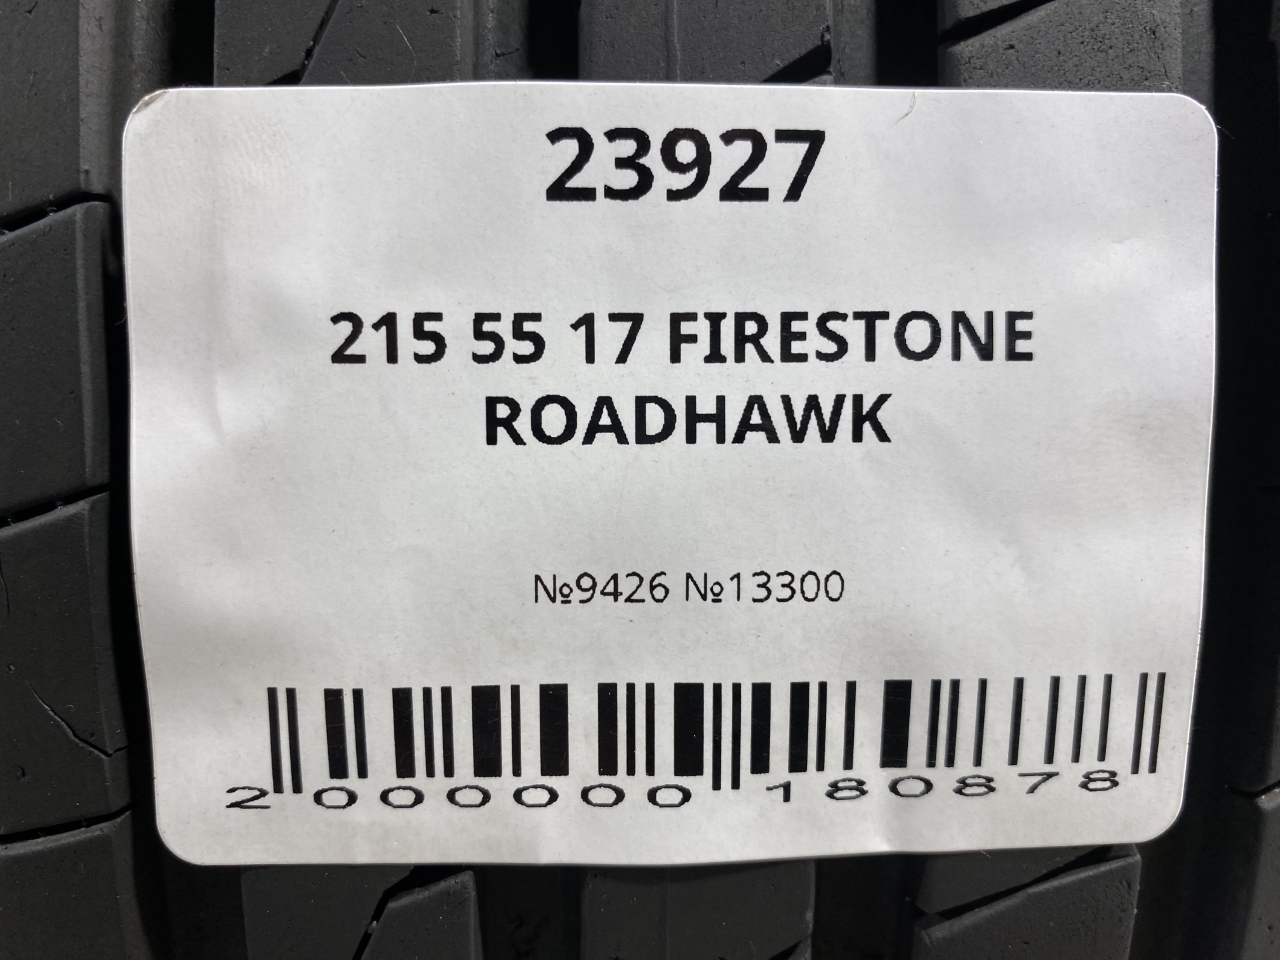 23927
215 55 17 FIRESTONE
ROADHAWK
№9426 №13300
2 000000 180878